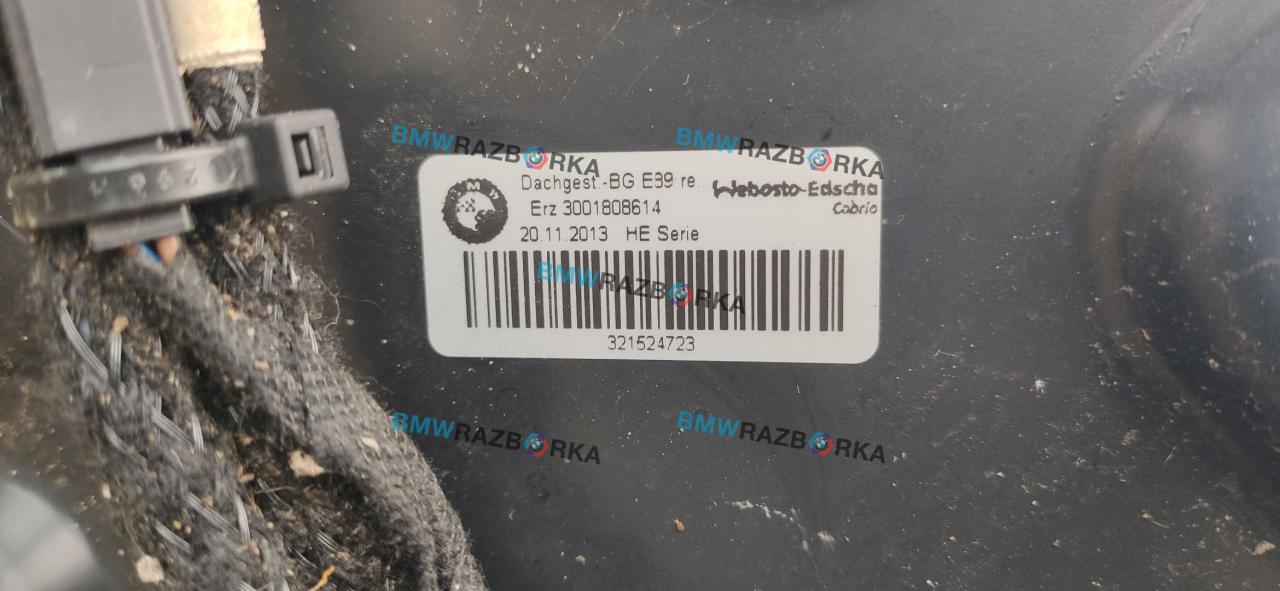 BMWRAZBORKA
BMWRAZBORKA
Dachgest.-BG E89 re. Webasto-Edscha
Cabrio
Erz 3001808614
20.11.2013 HE Serie
BMWRAZBORKA
321524723
BMWRAZBORKA
BMWRAZBORKA